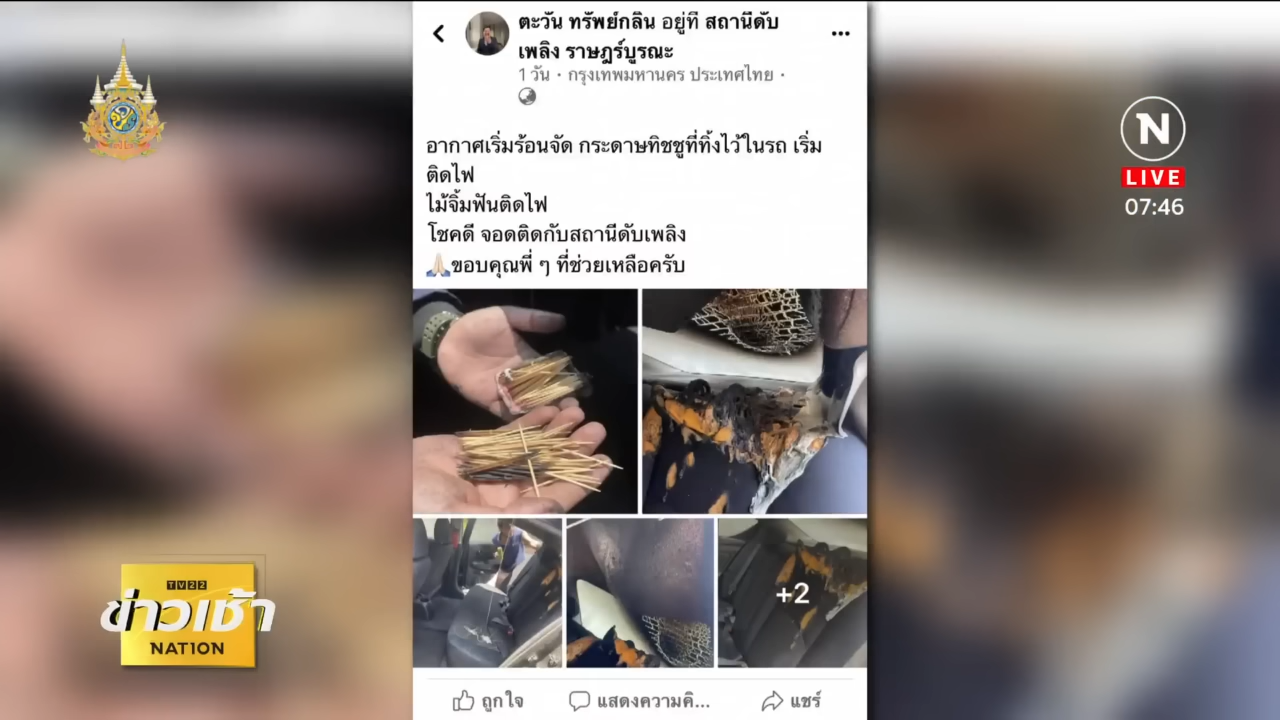 ตะวัน ทรัพย์กลิ่น อยู่ที่ สถานีดับ
เพลิง ราษฎร์บูรณะ
1 วัน · กรุงเทพมหานคร ประเทศไทย ·
อากาศเริ่มร้อนจัด กระดาษทิชชูที่ทิ้งไว้ในรถ เริ่ม
ติดไฟ
ไม้จิ้มฟันติดไฟ
โชคดี จอดติดกับสถานีดับเพลิง
🙏🏻ขอบคุณพี่ ๆ ที่ช่วยเหลือครับ
+2
ถูกใจ
แสดงความคิ...
แชร์
N
LIVE
07:46
TV22
ข่าวเช้า
NATION